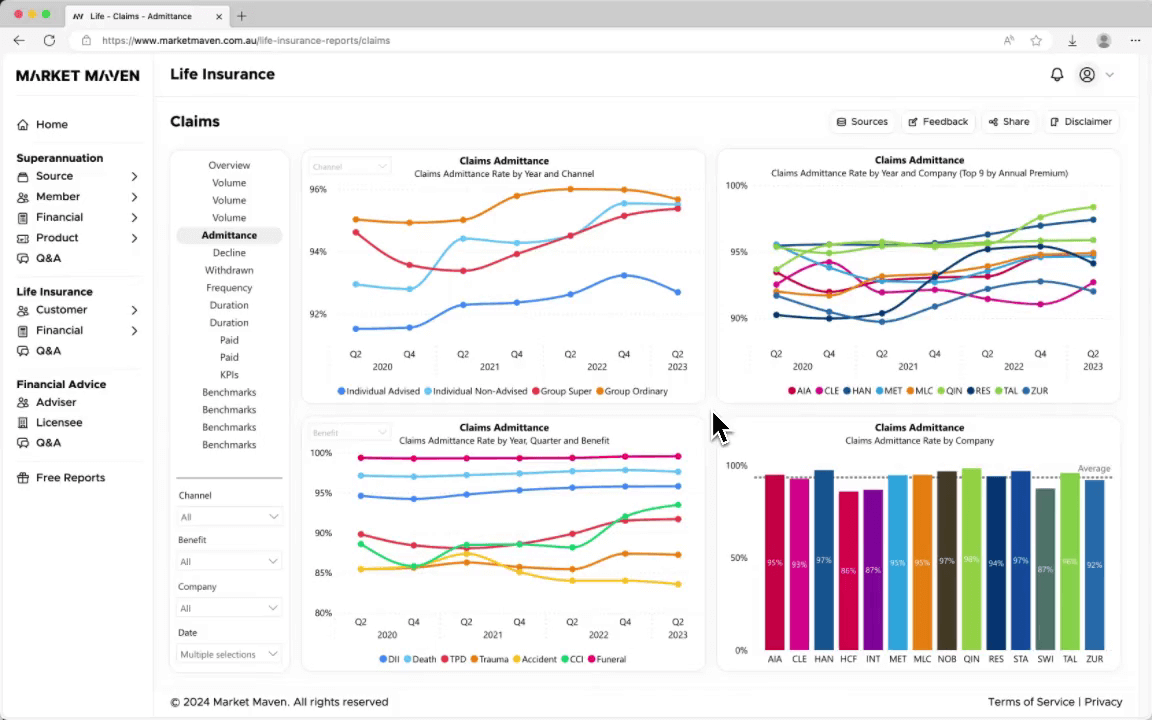 Life - Claims - Admittance
https://www.marketmaven.com.au/life-insurance-reports/claims
MARKET MAVEN
Home
Superannuation
Source
Member
Financial
Product
Q&A
Life Insurance
Customer
Financial
Q&A
Financial Advice
Adviser
Licensee
Q&A
Free Reports
Life Insurance
Claims
Sources
Feedback
Share
Disclaimer
Overview
Volume
Volume
Volume
Admittance
Decline
Withdrawn
Frequency
Duration
Duration
Paid
Paid
KPIs
Benchmarks
Benchmarks
Benchmarks
Benchmarks
Channel
All
Benefit
All
Company
All
Date
Multiple selections
Channel
Claims Admittance
Claims Admittance Rate by Year and Channel
96%
94%
92%
Q2 Q4 Q2 Q4 Q2 Q4 Q2
2020 2021 2022 2023
Individual Advised Individual Non-Advised Group Super Group Ordinary
Claims Admittance
Claims Admittance Rate by Year and Company (Top 9 by Annual Premium)
100%
95%
90%
Q2 Q4 Q2 Q4 Q2 Q4 Q2
2020 2021 2022 2023
AIA CLE HAN MET MLC QIN RES TAL ZUR
Benefit
Claims Admittance
Claims Admittance Rate by Year, Quarter and Benefit
100%
95%
90%
85%
80%
Q2 Q4 Q2 Q4 Q2 Q4 Q2
2020 2021 2022 2023
DII Death TPD Trauma Accident CCI Funeral
Claims Admittance
Claims Admittance Rate by Company
100%
Average
50%
95% 93% 97% 86% 87% 95% 95% 97% 98% 94% 97% 87% 96% 92%
0%
AIA CLE HAN HCF INT MET MLC NOB QIN RES STA SWI TAL ZUR
© 2024 Market Maven. All rights reserved
Terms of Service | Privacy